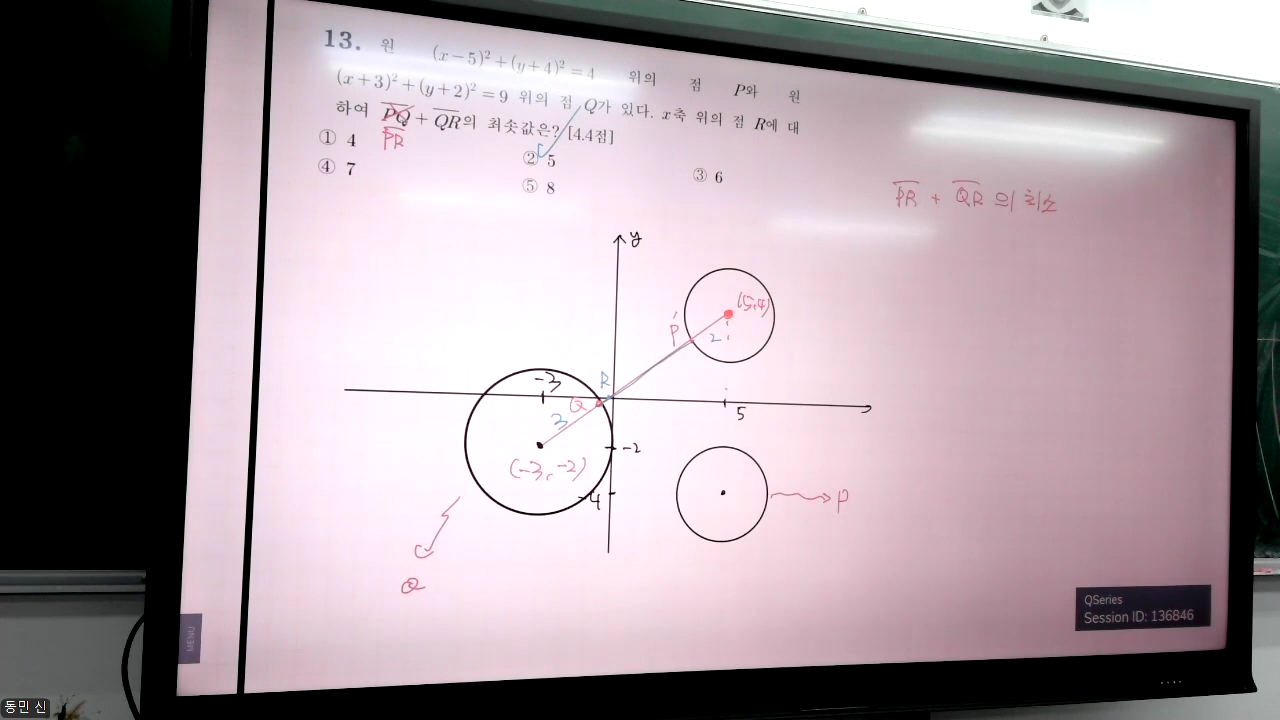 13. 원 (x-5)²+(y+4)²=4 위의 점 P와 원
(x+3)²+(y+2)²=9 위의 점 Q가 있다. x축 위의 점 R에 대
하여 PQ + QR의 최솟값은? [4.4점]
PR
① 4
② 5
③ 6
④ 7
⑤ 8
PR + QR 의 최소
y
(5,4)
P'
2
-3
R
Q
3
5
(-3, -2)
-2
-4
P
Q
MENU
QSeries
Session ID: 136846
동민 신